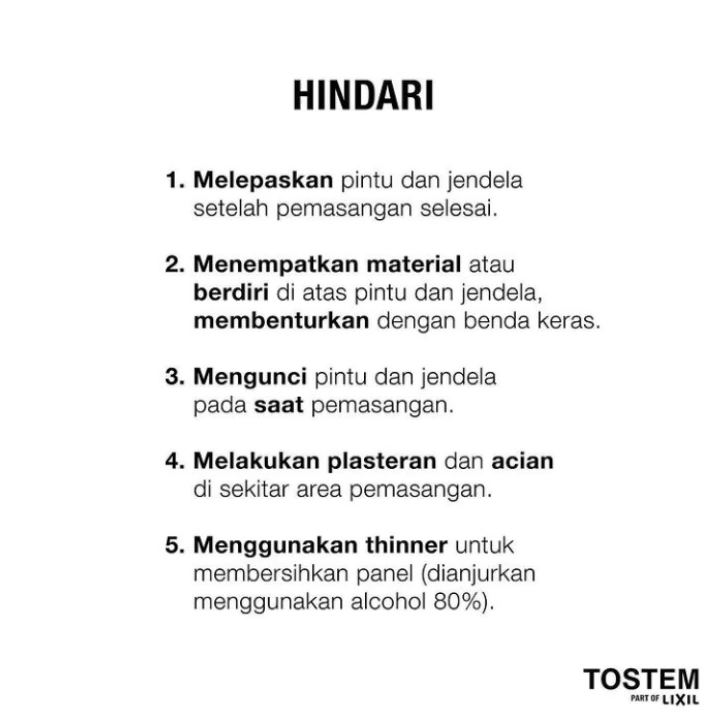 HINDARI
1. Melepaskan pintu dan jendela
setelah pemasangan selesai.
2. Menempatkan material atau
berdiri di atas pintu dan jendela,
membenturkan dengan benda keras.
3. Mengunci pintu dan jendela
pada saat pemasangan.
4. Melakukan plasteran dan acian
di sekitar area pemasangan.
5. Menggunakan thinner untuk
membersihkan panel (dianjurkan
menggunakan alcohol 80%).
TOSTEM
PART OF LIXIL